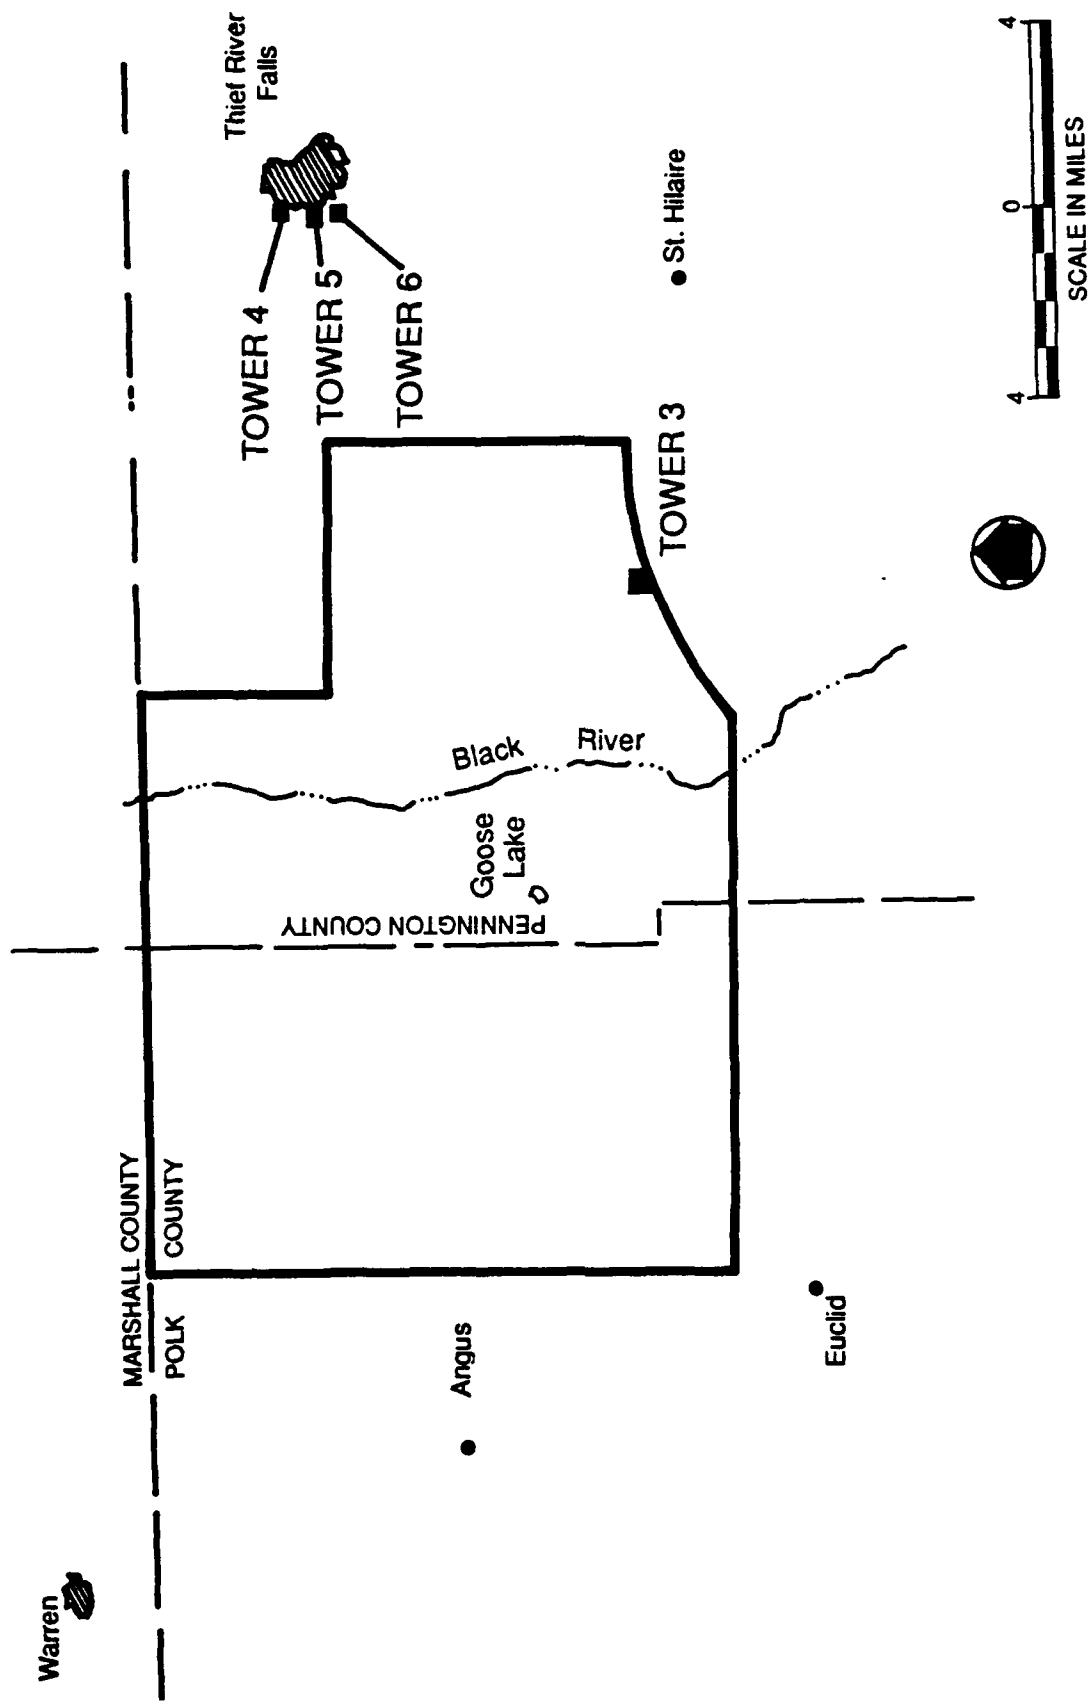 Warren
MARSHALL COUNTY
POLK COUNTY
Thief River
Falls
TOWER 4
TOWER 5
TOWER 6
Angus
PENNINGTON COUNTY
Goose
Lake
Black River
TOWER 3
St. Hilaire
Euclid
4 0 4
SCALE IN MILES